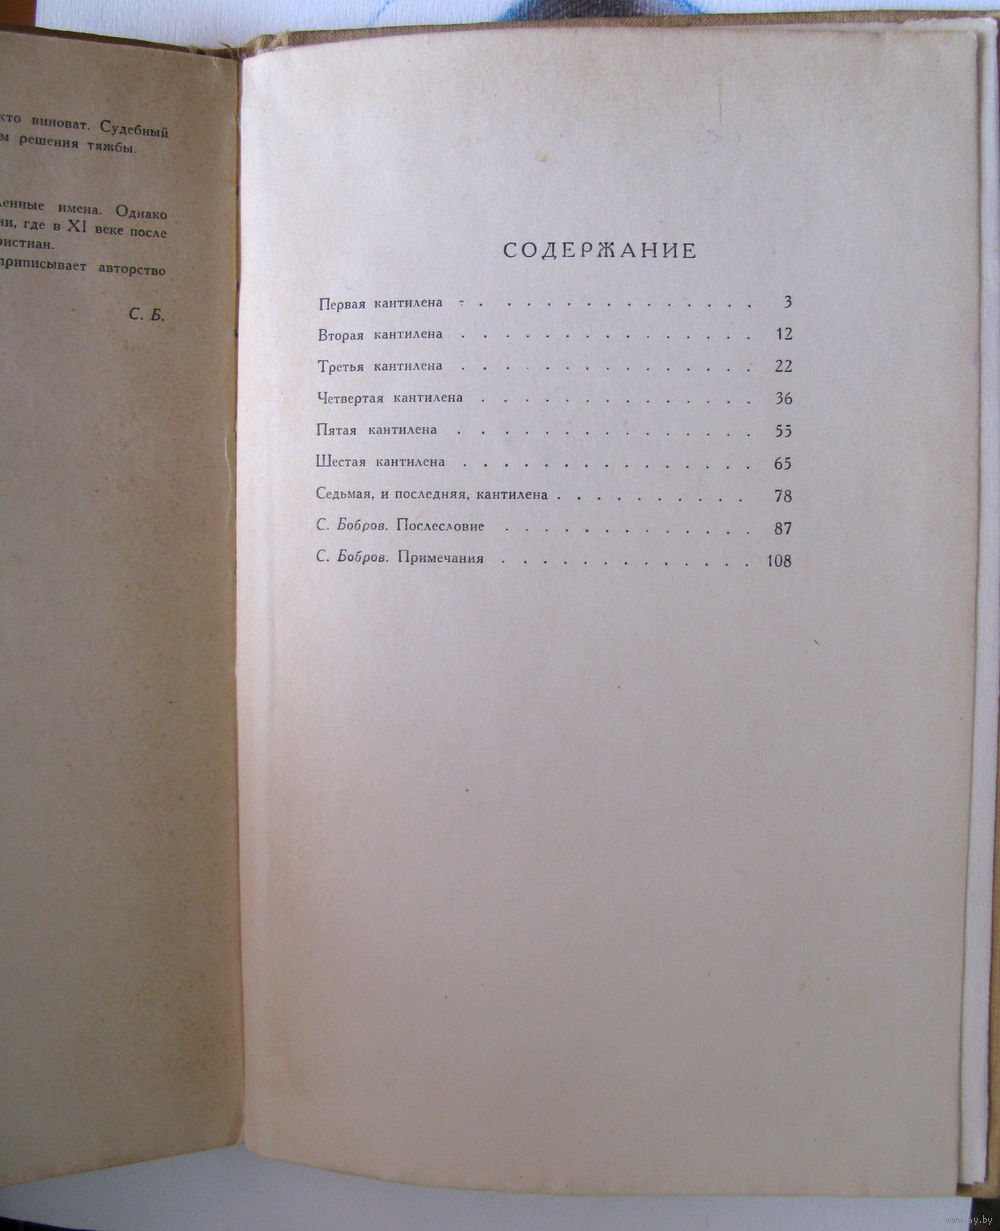 кто виноват. Судебный
м решения тяжбы.
ленные имена. Однако
ии, где в XI веке после
ристиан.
приписывает авторство
С. Б.
СОДЕРЖАНИЕ
Первая кантилена . . . . . . . . . . . . . 3
Вторая кантилена . . . . . . . . . . . . . 12
Третья кантилена . . . . . . . . . . . . . 22
Четвертая кантилена . . . . . . . . . . . . . 36
Пятая кантилена . . . . . . . . . . . . . 55
Шестая кантилена . . . . . . . . . . . . . 65
Седьмая, и последняя, кантилена . . . . . . . . . . 78
С. Бобров. Послесловие . . . . . . . . . . . 87
С. Бобров. Примечания . . . . . . . . . . . 108
www.ay.by